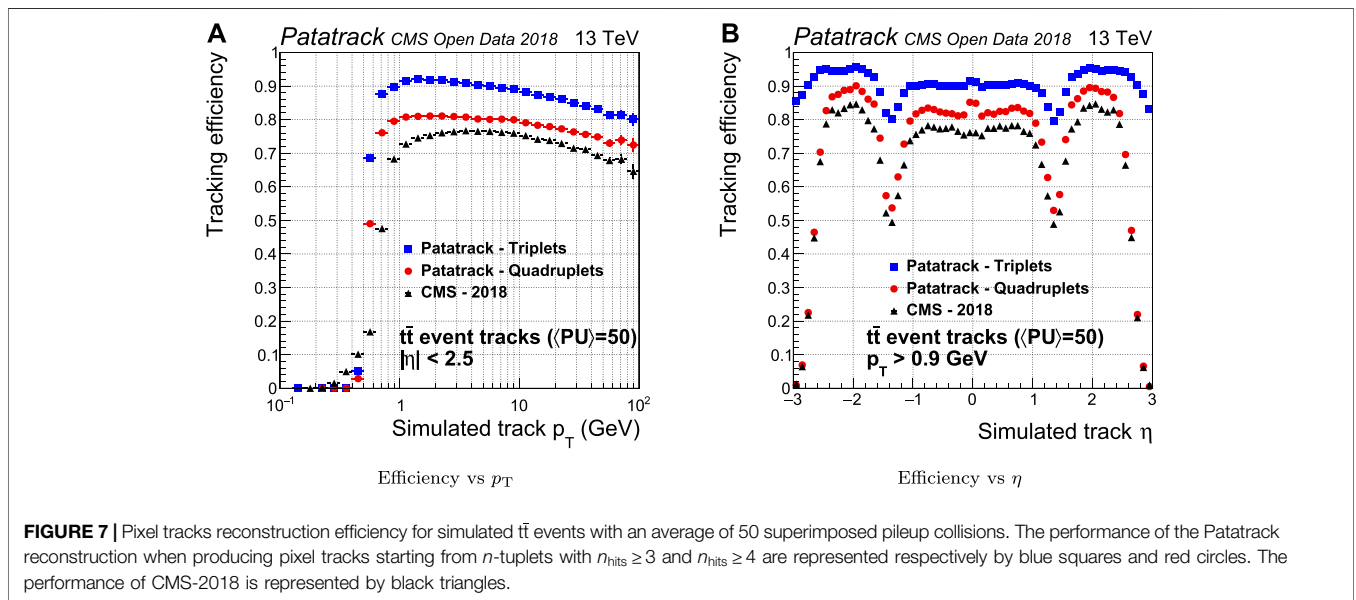 A
Patatrack CMS Open Data 2018 13 TeV
Tracking efficiency
1
0.9
0.8
0.7
0.6
0.5
0.4
0.3
0.2
0.1
0
Patatrack - Triplets
Patatrack - Quadruplets
CMS - 2018
tt̄ event tracks (⟨PU⟩=50)
|η| < 2.5
10⁻¹ 1 10 10²
Simulated track p_T (GeV)
Efficiency vs p_T
B
Patatrack CMS Open Data 2018 13 TeV
Tracking efficiency
1
0.9
0.8
0.7
0.6
0.5
0.4
0.3
0.2
0.1
0
Patatrack - Triplets
Patatrack - Quadruplets
CMS - 2018
tt̄ event tracks (⟨PU⟩=50)
p_T > 0.9 GeV
−3 −2 −1 0 1 2 3
Simulated track η
Efficiency vs η
FIGURE 7 | Pixel tracks reconstruction efficiency for simulated tt̄ events with an average of 50 superimposed pileup collisions. The performance of the Patatrack
reconstruction when producing pixel tracks starting from n-tuplets with n_hits ≥ 3 and n_hits ≥ 4 are represented respectively by blue squares and red circles. The
performance of CMS-2018 is represented by black triangles.